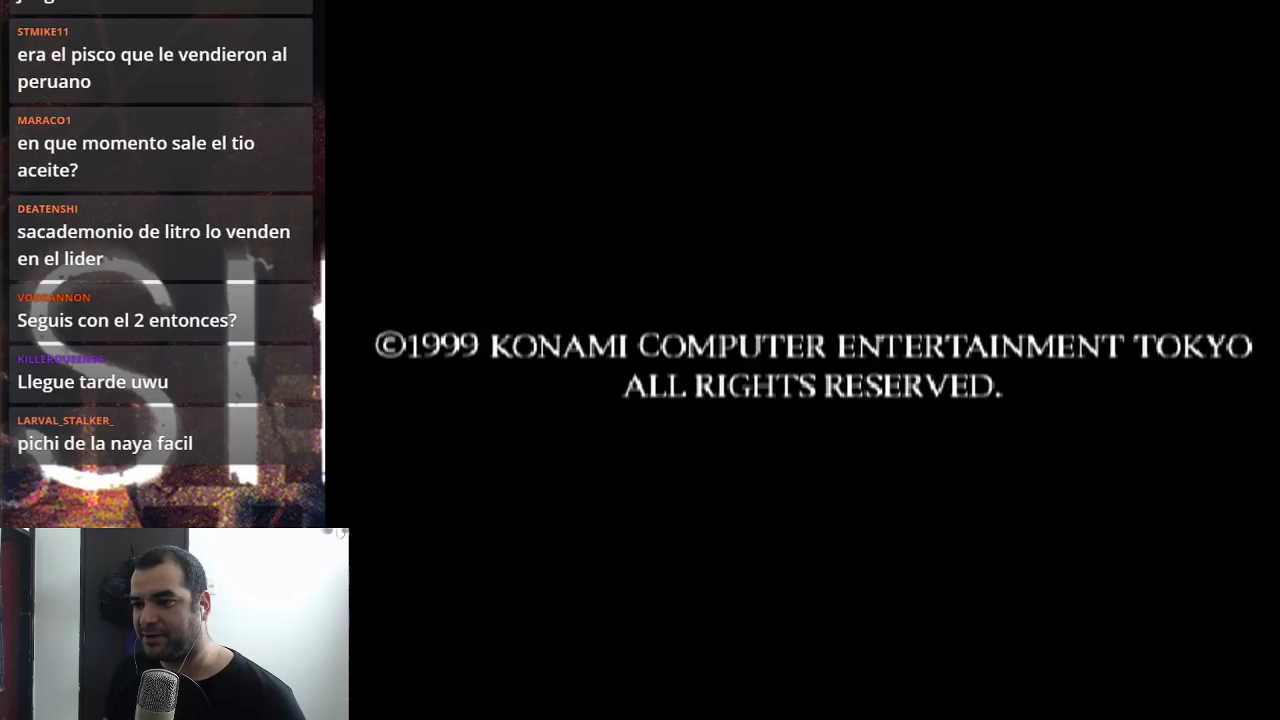 STMIKE11
era el pisco que le vendieron al
peruano
MARACO1
en que momento sale el tio
aceite?
DEATENSHI
sacademonio de litro lo venden
en el lider
Seguis con el 2 entonces?
Llegue tarde uwu
LARVAL_STALKER_
pichi de la naya facil
SI
©1999 KONAMI COMPUTER ENTERTAINMENT TOKYO
ALL RIGHTS RESERVED.